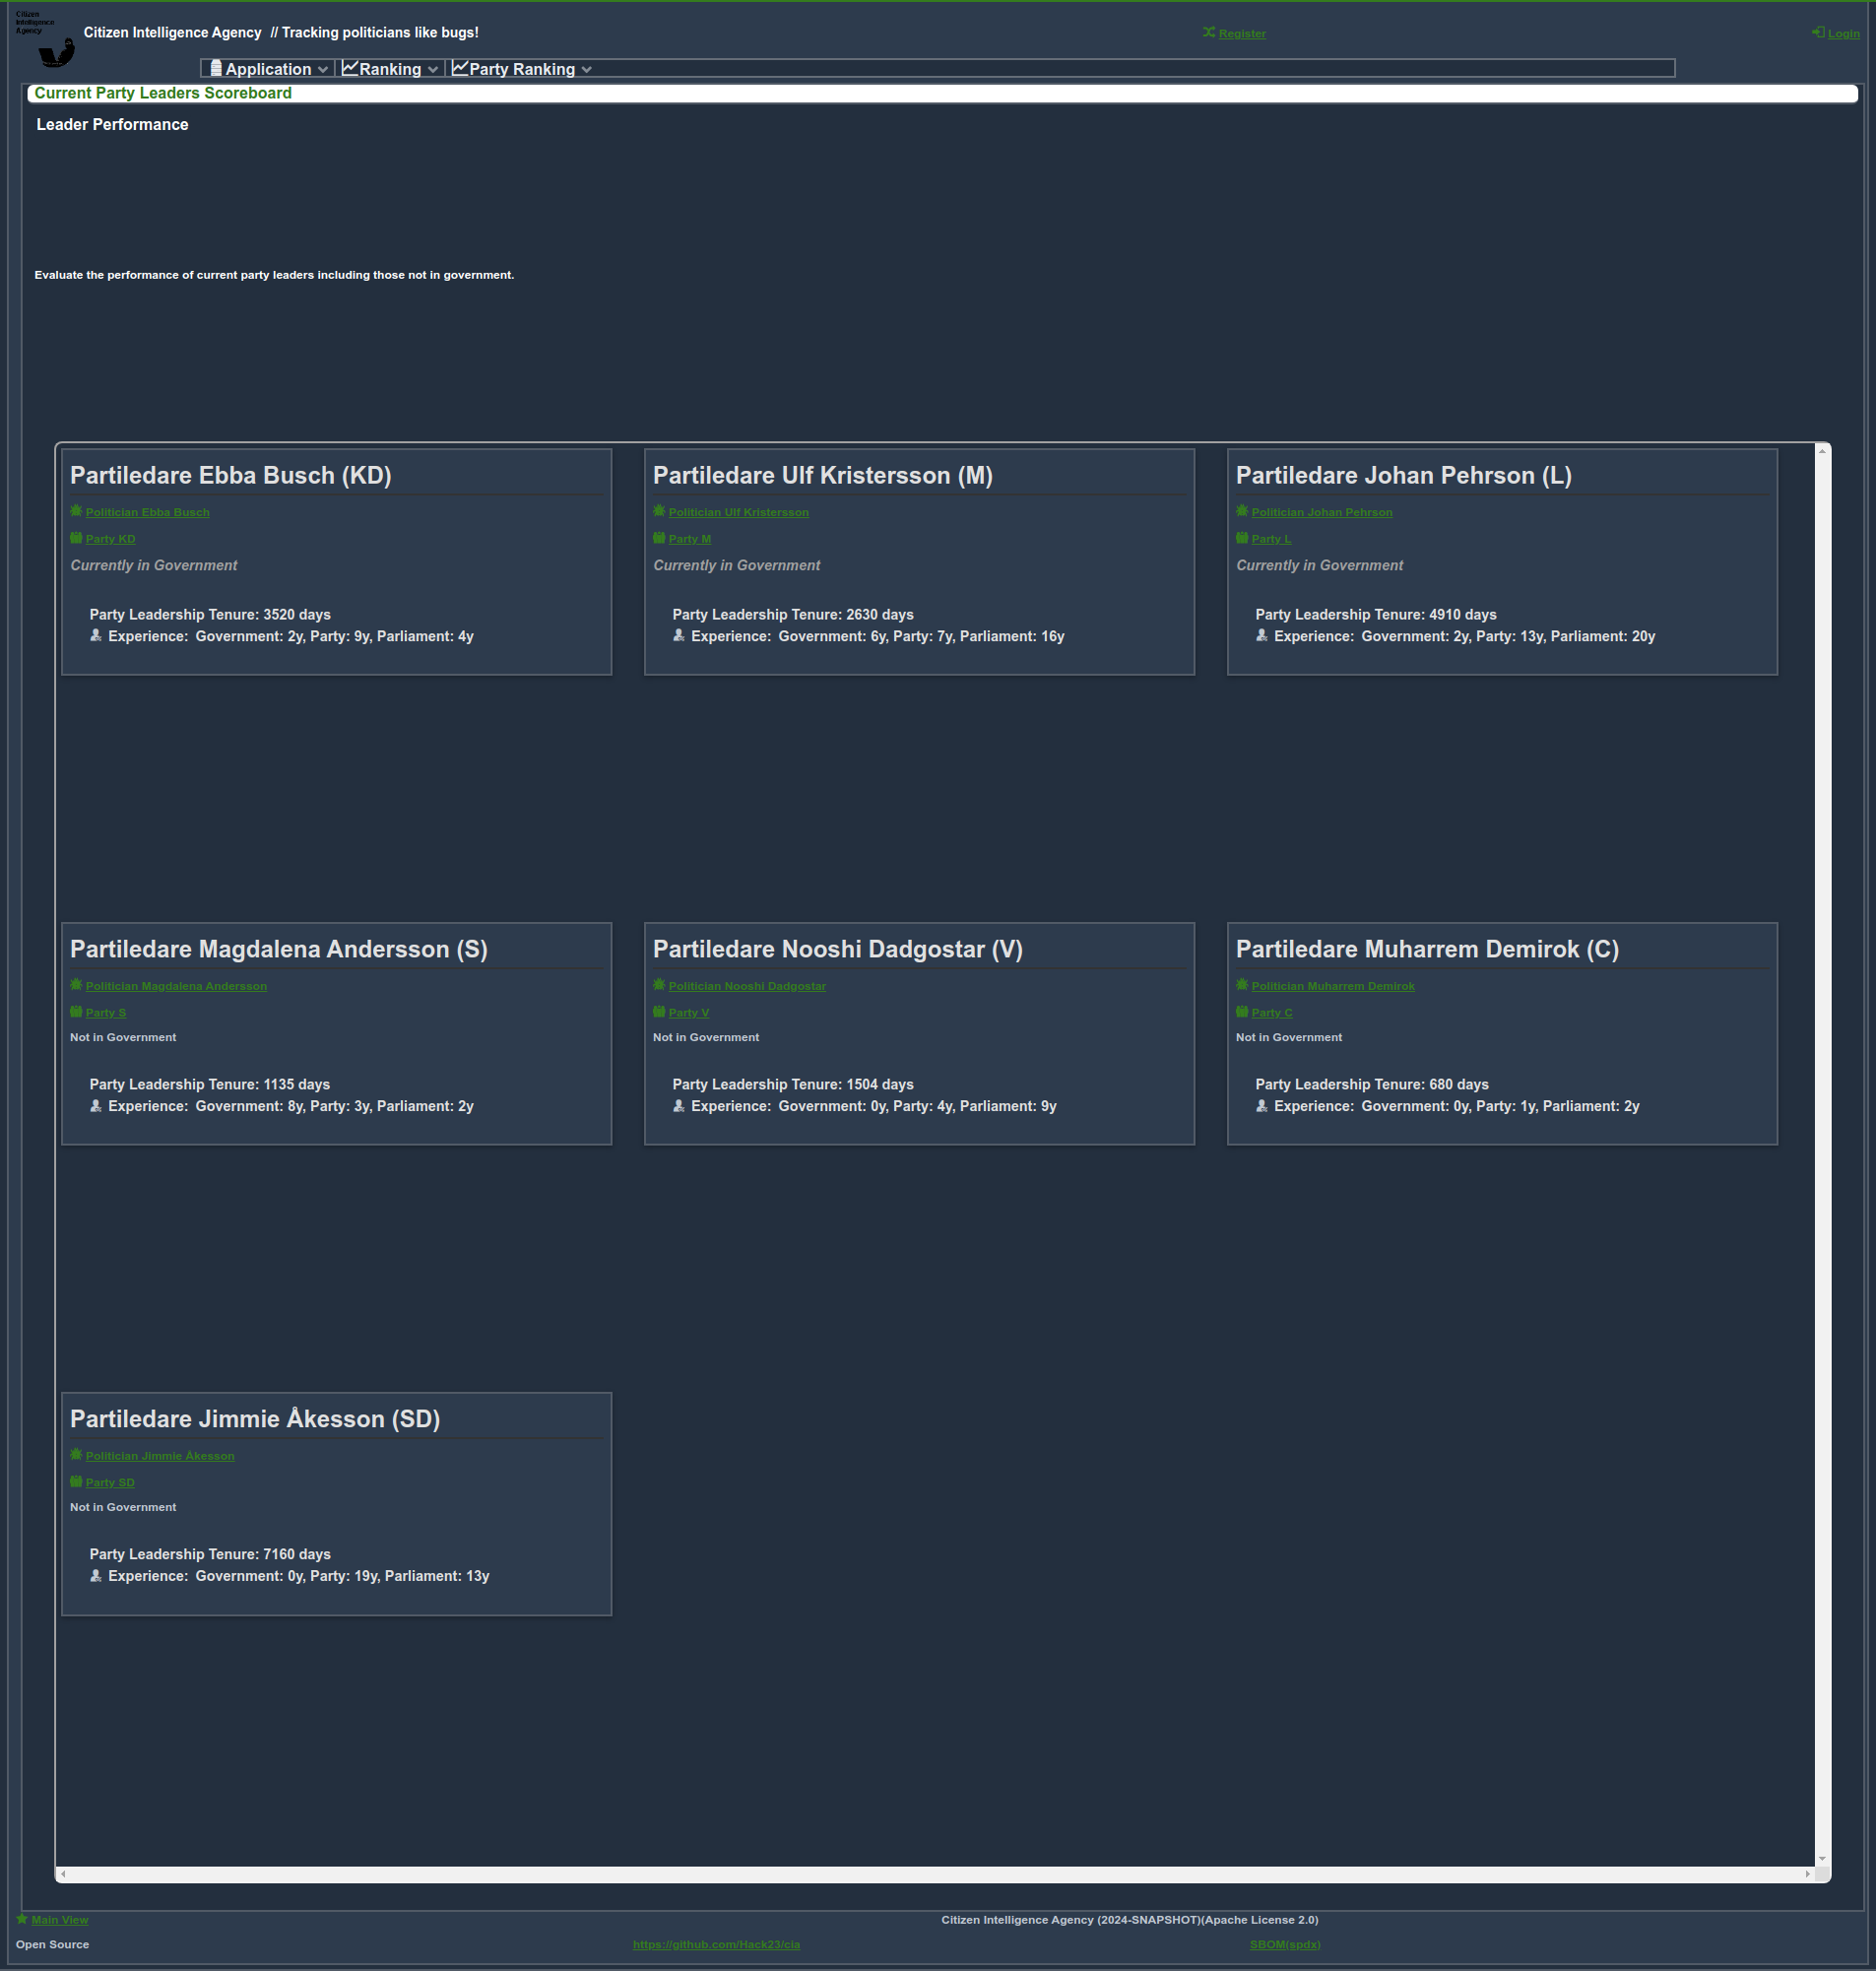 Citizen
Intelligence
Agency
Citizen Intelligence Agency // Tracking politicians like bugs!
Register
Login
Application
Ranking
Party Ranking
Current Party Leaders Scoreboard
Leader Performance
Evaluate the performance of current party leaders including those not in government.
Partiledare Ebba Busch (KD)
Politician Ebba Busch
Party KD
Currently in Government
Party Leadership Tenure: 3520 days
Experience: Government: 2y, Party: 9y, Parliament: 4y
Partiledare Ulf Kristersson (M)
Politician Ulf Kristersson
Party M
Currently in Government
Party Leadership Tenure: 2630 days
Experience: Government: 6y, Party: 7y, Parliament: 16y
Partiledare Johan Pehrson (L)
Politician Johan Pehrson
Party L
Currently in Government
Party Leadership Tenure: 4910 days
Experience: Government: 2y, Party: 13y, Parliament: 20y
Partiledare Magdalena Andersson (S)
Politician Magdalena Andersson
Party S
Not in Government
Party Leadership Tenure: 1135 days
Experience: Government: 8y, Party: 3y, Parliament: 2y
Partiledare Nooshi Dadgostar (V)
Politician Nooshi Dadgostar
Party V
Not in Government
Party Leadership Tenure: 1504 days
Experience: Government: 0y, Party: 4y, Parliament: 9y
Partiledare Muharrem Demirok (C)
Politician Muharrem Demirok
Party C
Not in Government
Party Leadership Tenure: 680 days
Experience: Government: 0y, Party: 1y, Parliament: 2y
Partiledare Jimmie Åkesson (SD)
Politician Jimmie Åkesson
Party SD
Not in Government
Party Leadership Tenure: 7160 days
Experience: Government: 0y, Party: 19y, Parliament: 13y
Main View
Citizen Intelligence Agency (2024-SNAPSHOT)(Apache License 2.0)
Open Source
https://github.com/Hack23/cia
SBOM(spdx)